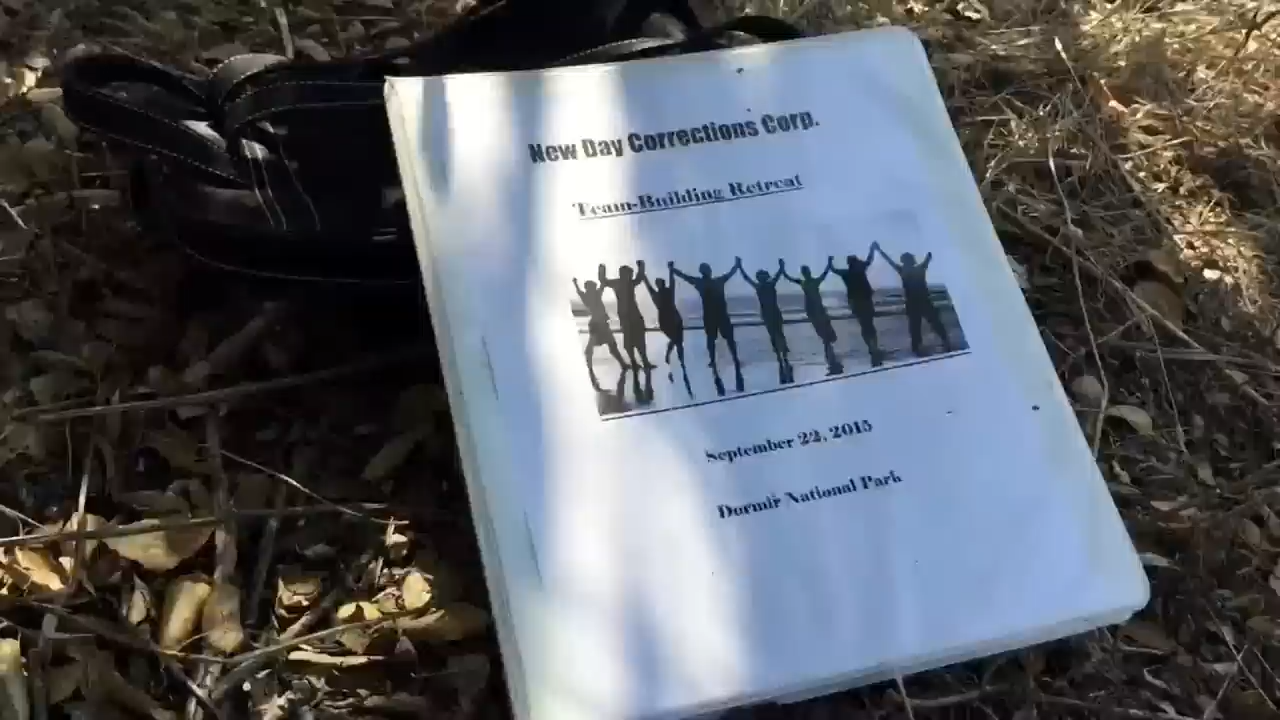 New Day Corrections Corp.
Team-Building Retreat
September 22, 2015
Dormir National Park